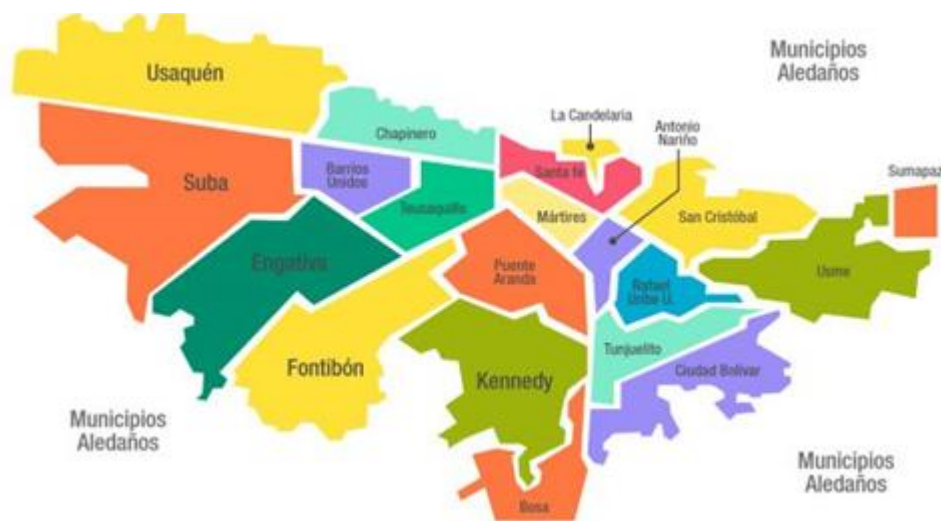 Municipios
Aledaños
Usaquén
La Candelaria
Antonio
Nariño
Chapinero
Sumapaz
Barrios
Unidos
Santa fé
Suba
Teusaquillo
Mártires
San Cristóbal
Engativa
Puente
Aranda
Rafael
Uribe U.
Usme
Fontibón
Kennedy
Tunjuelito
Ciudad Bolívar
Municipios
Aledaños
Municipios
Aledaños
Bosa